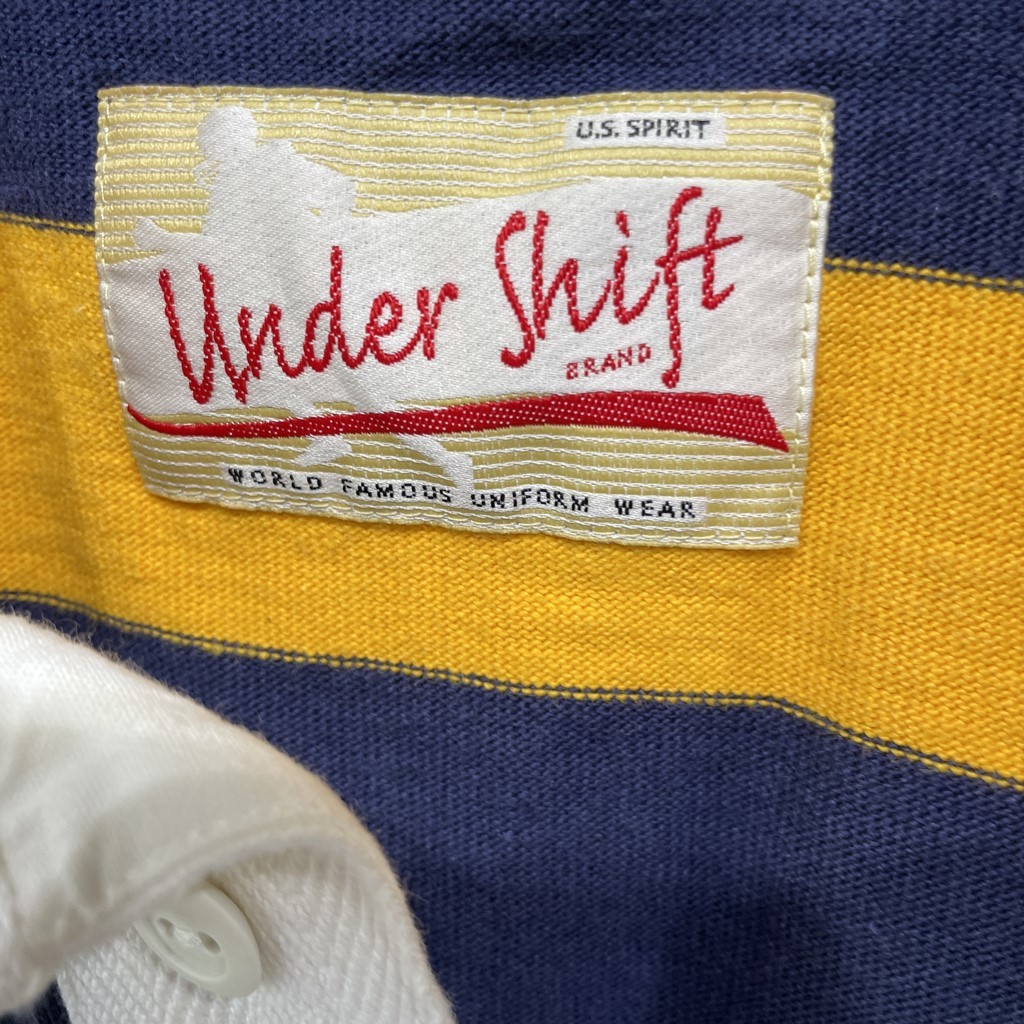 U.S. SPIRIT
Under Shift
BRAND
WORLD FAMOUS UNIFORM WEAR